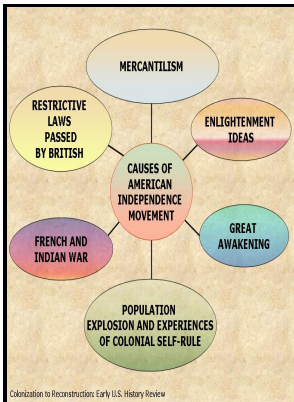 MERCANTILISM
RESTRICTIVE
LAWS
PASSED
BY BRITISH
ENLIGHTENMENT
IDEAS
CAUSES OF
AMERICAN
INDEPENDENCE
MOVEMENT
FRENCH AND
INDIAN WAR
GREAT
AWAKENING
POPULATION
EXPLOSION AND EXPERIENCES
OF COLONIAL SELF-RULE
Colonization to Reconstruction: Early U.S. History Review